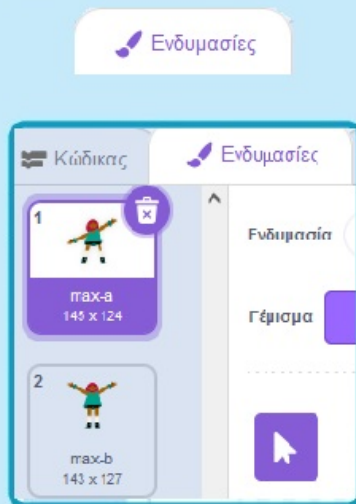 Ενδυμασίες
Κώδικας Ενδυμασίες
1
max-a
145 x 124
Ενδυμασία
Γέμισμα
2
max-b
143 x 127